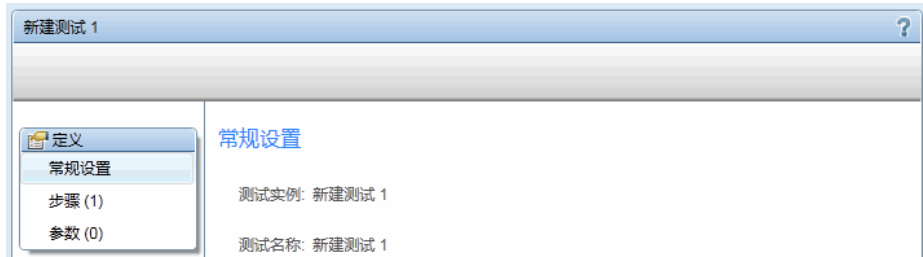 新建测试 1
?
定义
常规设置
步骤 (1)
参数 (0)
常规设置
测试实例: 新建测试 1
测试名称: 新建测试 1